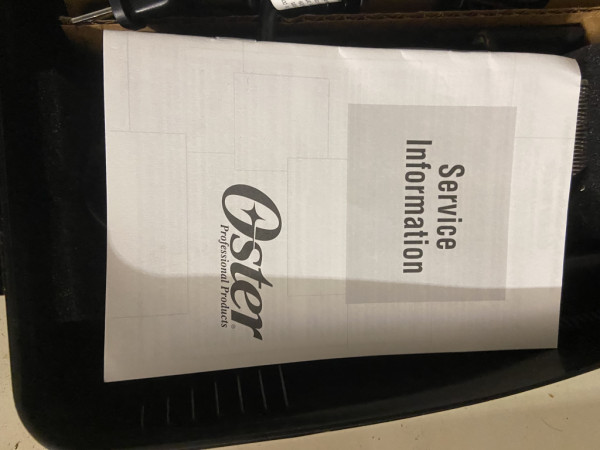 Service
Information
Oster®
Professional Products